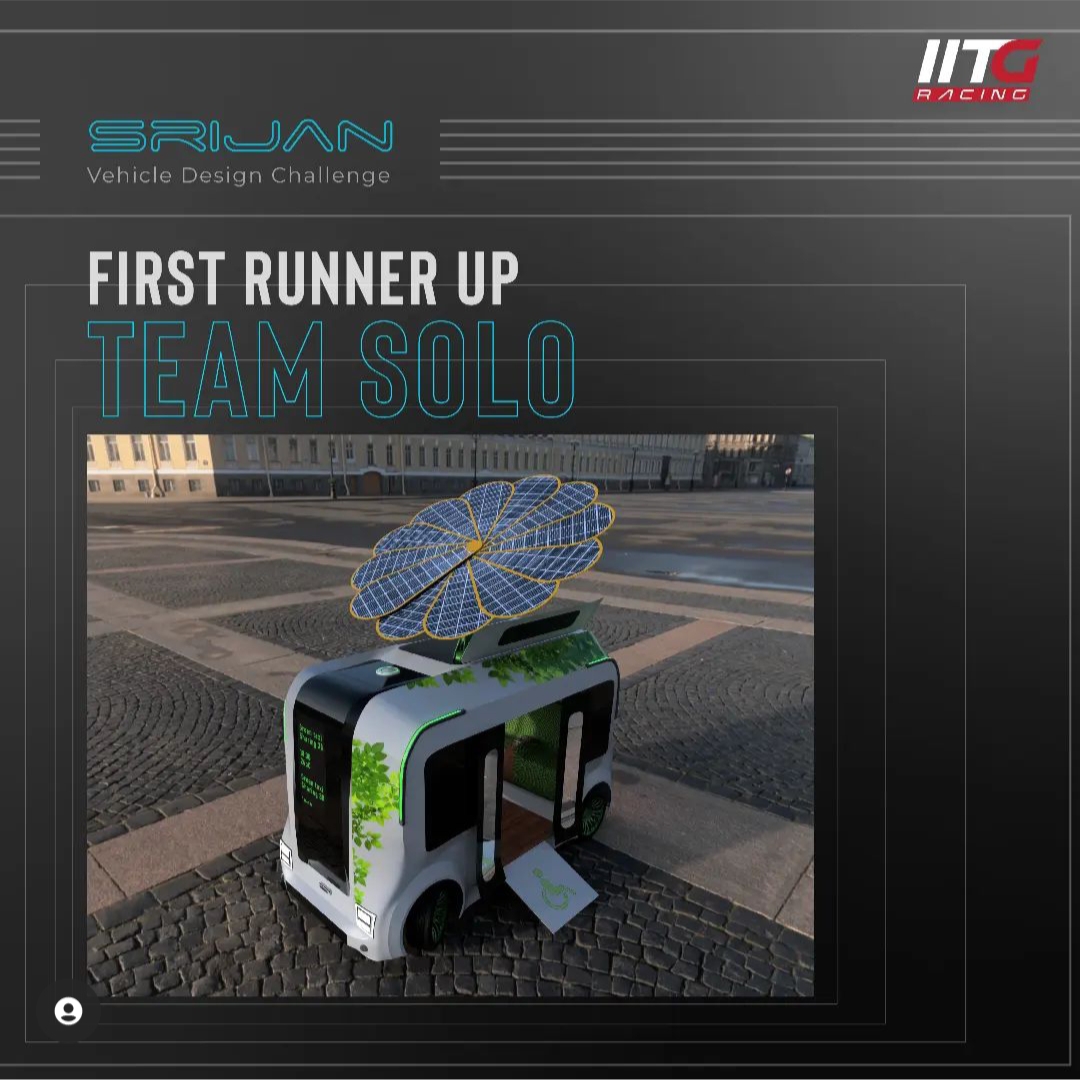 IITG
RACING
SRIJAN
Vehicle Design Challenge
FIRST RUNNER UP
TEAM SOLO